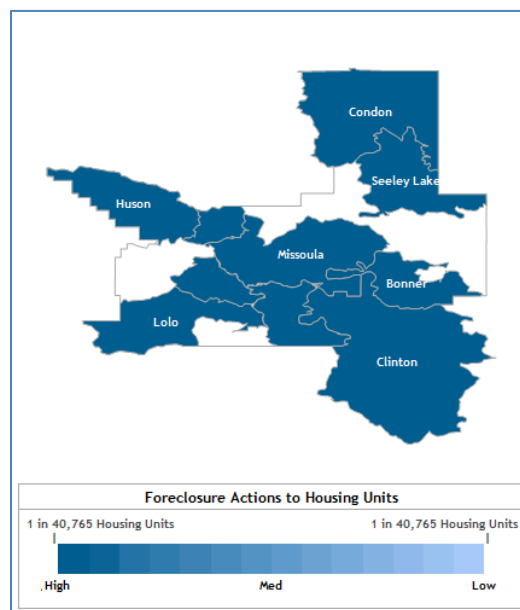 Condon
Seeley Lake
Huson
Missoula
Bonner
Lolo
Clinton
Foreclosure Actions to Housing Units
1 in 40,765 Housing Units 1 in 40,765 Housing Units
High Med Low